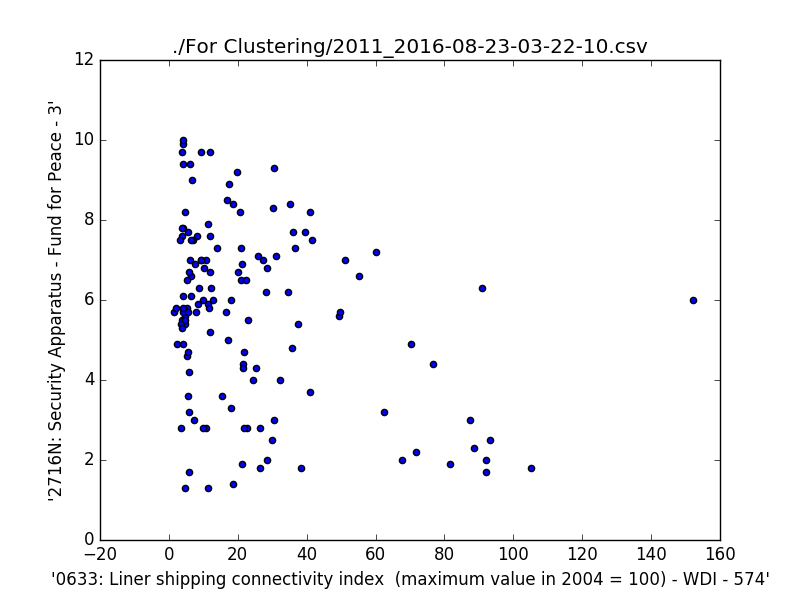 ./For Clustering/2011_2016-08-23-03-22-10.csv
12
10
8
6
4
2
0
'2716N: Security Apparatus - Fund for Peace - 3'
−20 0 20 40 60 80 100 120 140 160
'0633: Liner shipping connectivity index  (maximum value in 2004 = 100) - WDI - 574'